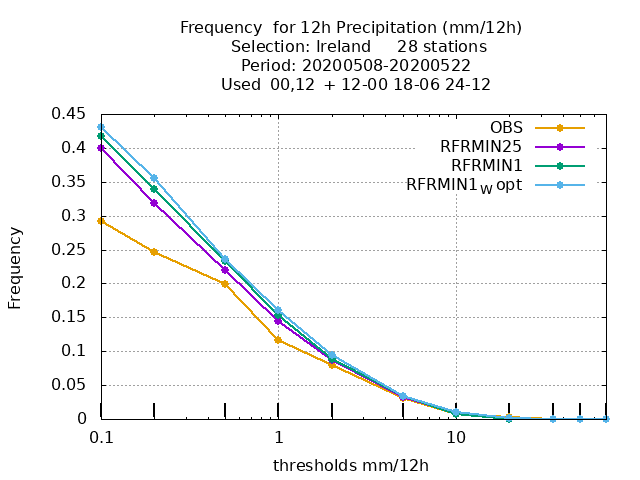 Frequency  for 12h Precipitation (mm/12h)
Selection: Ireland     28 stations
Period: 20200508-20200522
Used  00,12  + 12-00 18-06 24-12
OBS
RFRMIN25
RFRMIN1
RFRMIN1w opt
0.45
0.4
0.35
0.3
0.25
0.2
0.15
0.1
0.05
0
Frequency
0.1
1
10
thresholds mm/12h